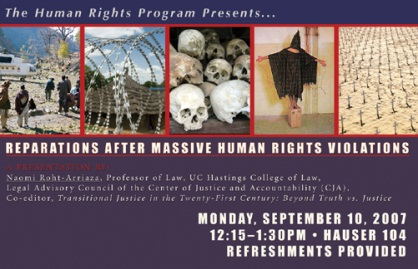 The Human Rights Program Presents...
REPARATIONS AFTER MASSIVE HUMAN RIGHTS VIOLATIONS
A PRESENTATION BY:
Naomi Roht-Arriaza, Professor of Law, UC Hastings College of Law,
Legal Advisory Council of the Center of Justice and Accountability (CJA),
Co-editor, Transitional Justice in the Twenty-First Century: Beyond Truth vs. Justice
MONDAY, SEPTEMBER 10, 2007
12:15–1:30PM • HAUSER 104
REFRESHMENTS PROVIDED